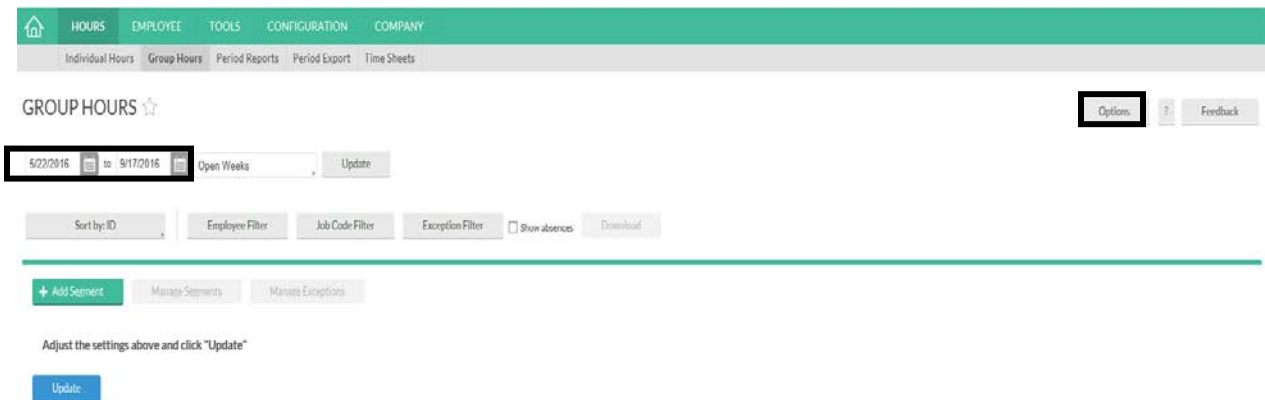 HOURS EMPLOYEE TOOLS CONFIGURATION COMPANY
Individual Hours Group Hours Period Reports Period Export Time Sheets
GROUP HOURS Options ? Feedback
5/22/2016 to 9/17/2016 Open Weeks Update
Sort by: ID Employee Filter Job Code Filter Exception Filter Show absences Download
+ Add Segment Manage Segments Manage Exceptions
Adjust the settings above and click "Update"
Update